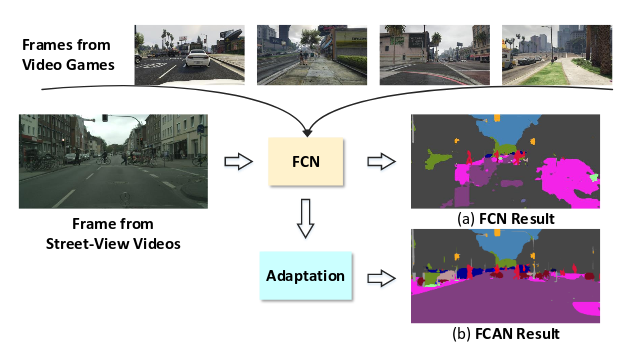 Frames from
Video Games
FCN
Frame from
Street-View Videos
(a) FCN Result
Adaptation
(b) FCAN Result